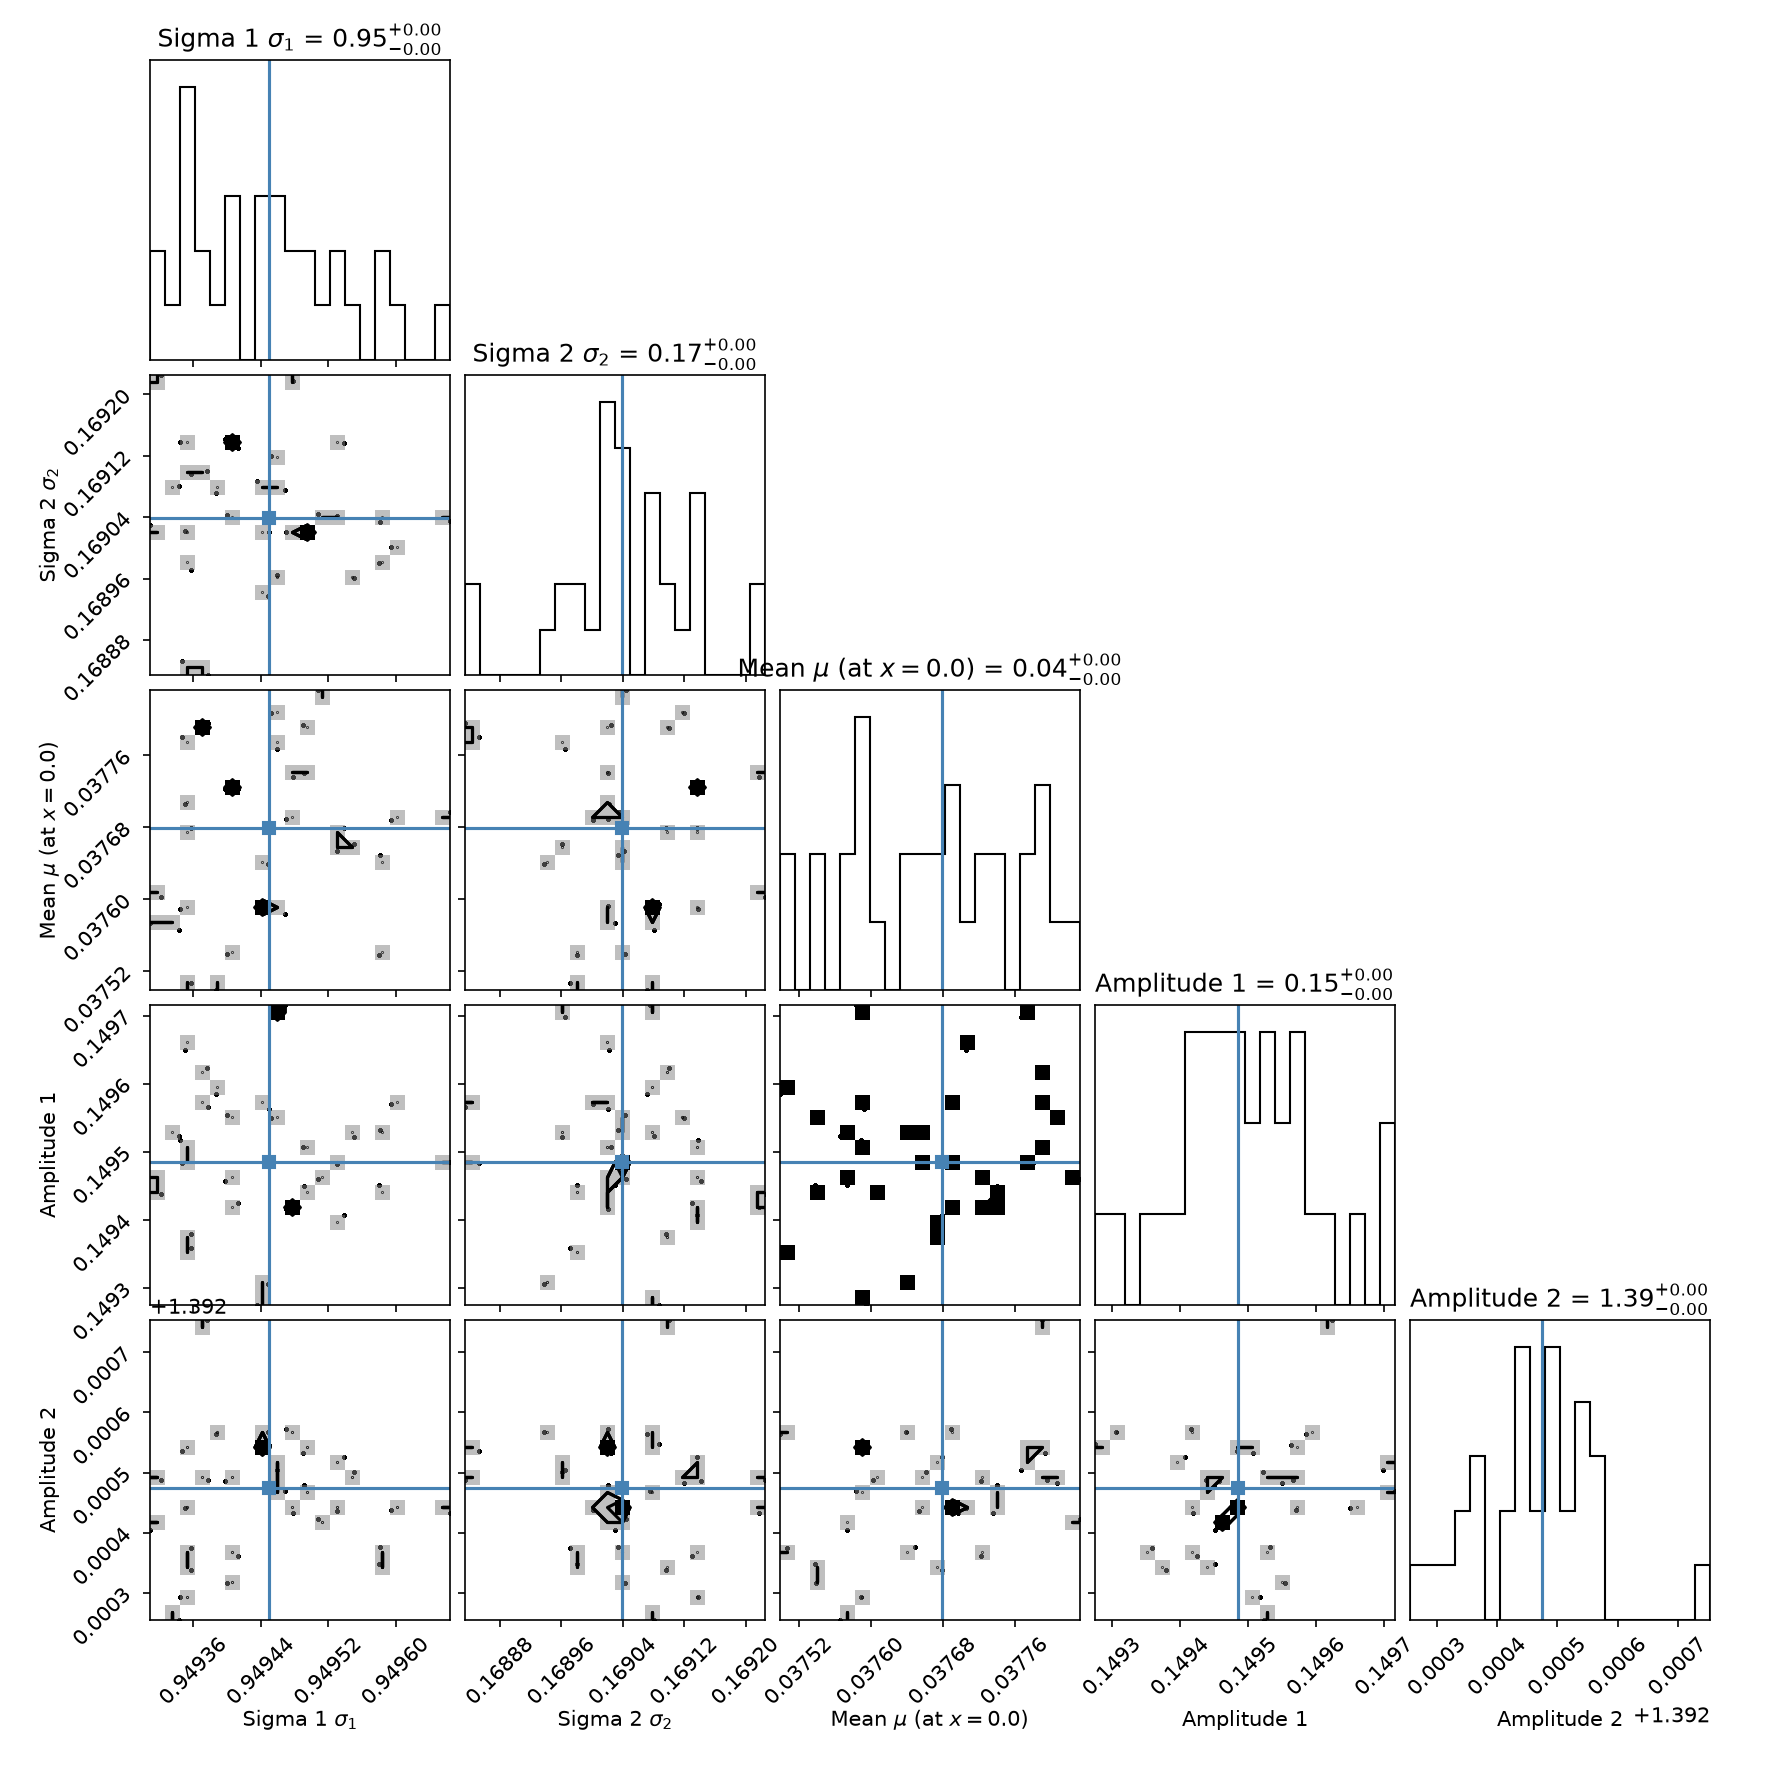 Sigma 1 σ₁ = 0.95+0.00−0.00
Sigma 2 σ₂ = 0.17+0.00−0.00
0.16920
0.16912
0.16904
0.16896
0.16888
Sigma 2 σ₂
Mean μ (at x = 0.0) = 0.04+0.00−0.00
0.03776
0.03768
0.03760
0.03752
Mean μ (at x = 0.0)
Amplitude 1 = 0.15+0.00−0.00
0.1497
0.1496
0.1495
0.1494
0.1493
Amplitude 1
Amplitude 2 = 1.39+0.00−0.00
+1.392
0.0007
0.0006
0.0005
0.0004
0.0003
Amplitude 2
0.94936 0.94944 0.94952 0.94960
Sigma 1 σ₁
0.16888 0.16896 0.16904 0.16912 0.16920
Sigma 2 σ₂
0.03752 0.03760 0.03768 0.03776
Mean μ (at x = 0.0)
0.1493 0.1494 0.1495 0.1496 0.1497
Amplitude 1
0.0003 0.0004 0.0005 0.0006 0.0007
Amplitude 2 +1.392